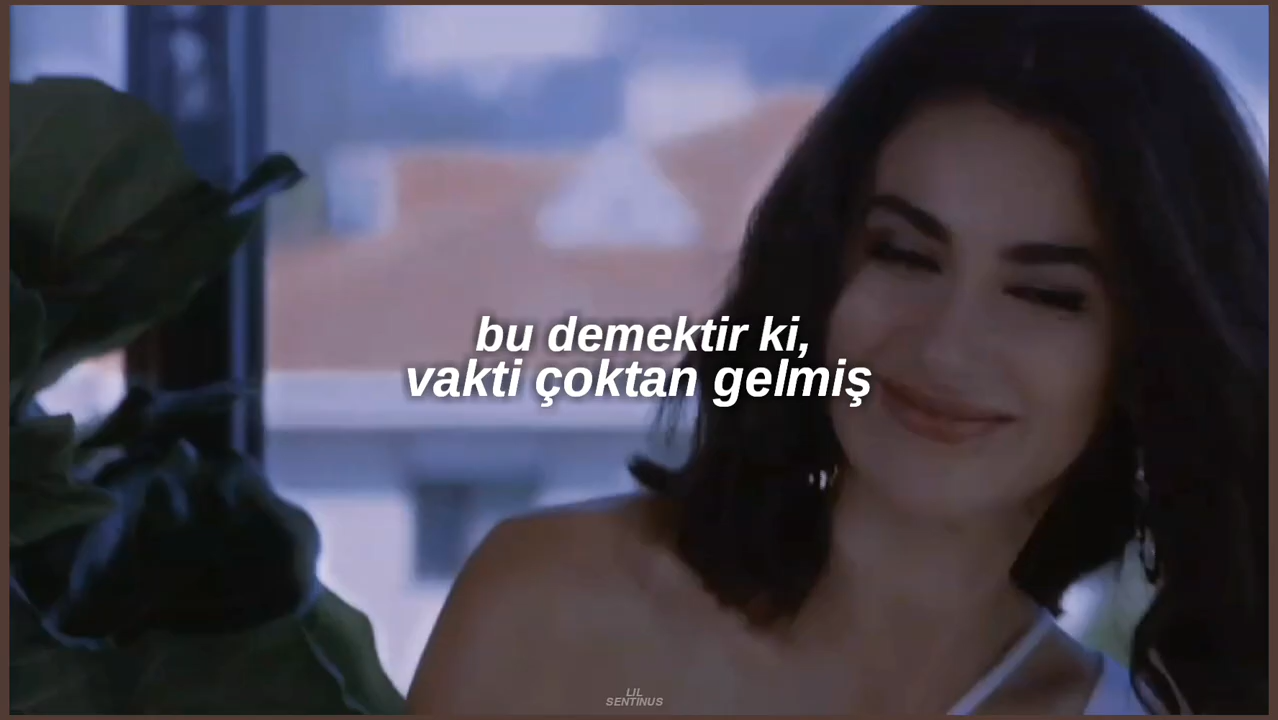 bu demektir ki,
vakti çoktan gelmiş
LIL
SENTINUS